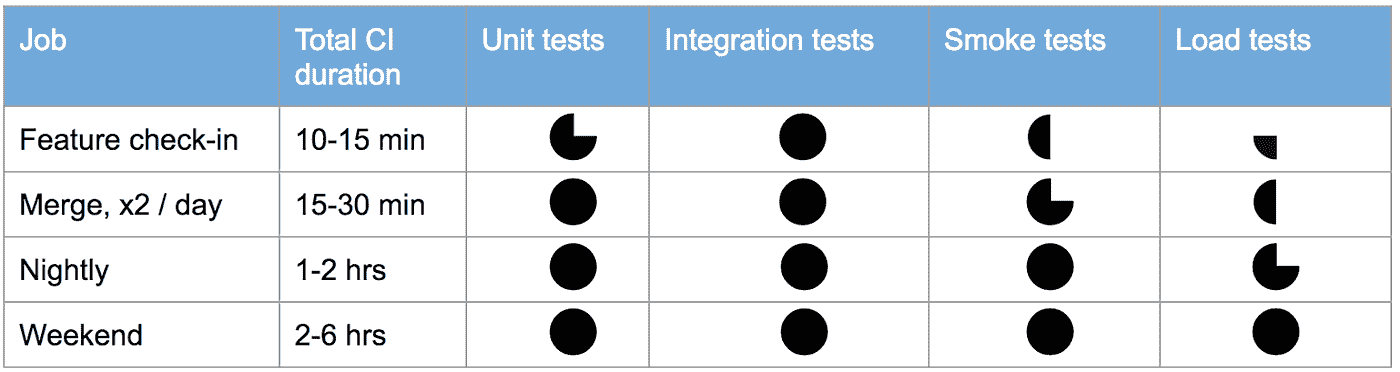 Job
Total CI
duration
Unit tests
Integration tests
Smoke tests
Load tests
Feature check-in
10-15 min
Merge, x2 / day
15-30 min
Nightly
1-2 hrs
Weekend
2-6 hrs